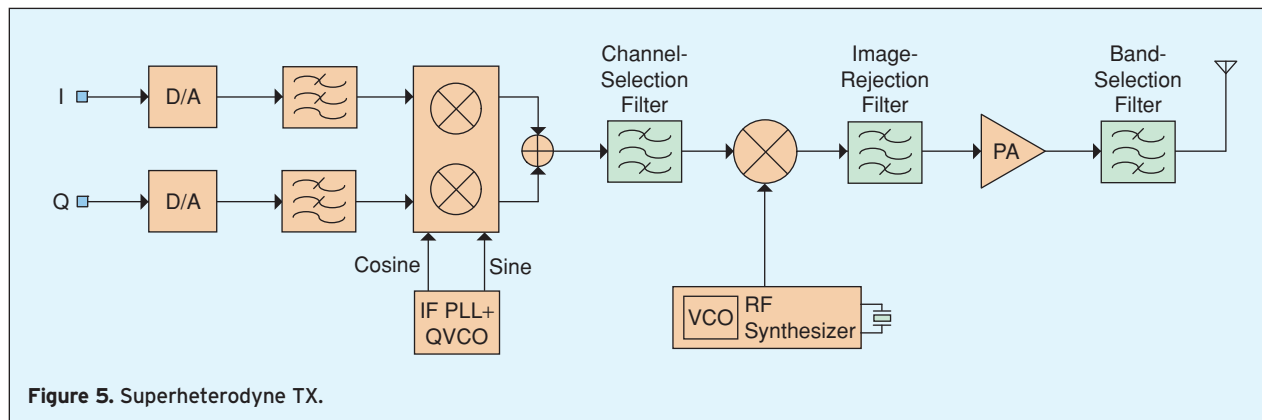 Channel-
Selection
Filter
Image-
Rejection
Filter
Band-
Selection
Filter
I
D/A
PA
Q
D/A
Cosine
Sine
IF PLL+
QVCO
VCO
RF
Synthesizer
Figure 5. Superheterodyne TX.